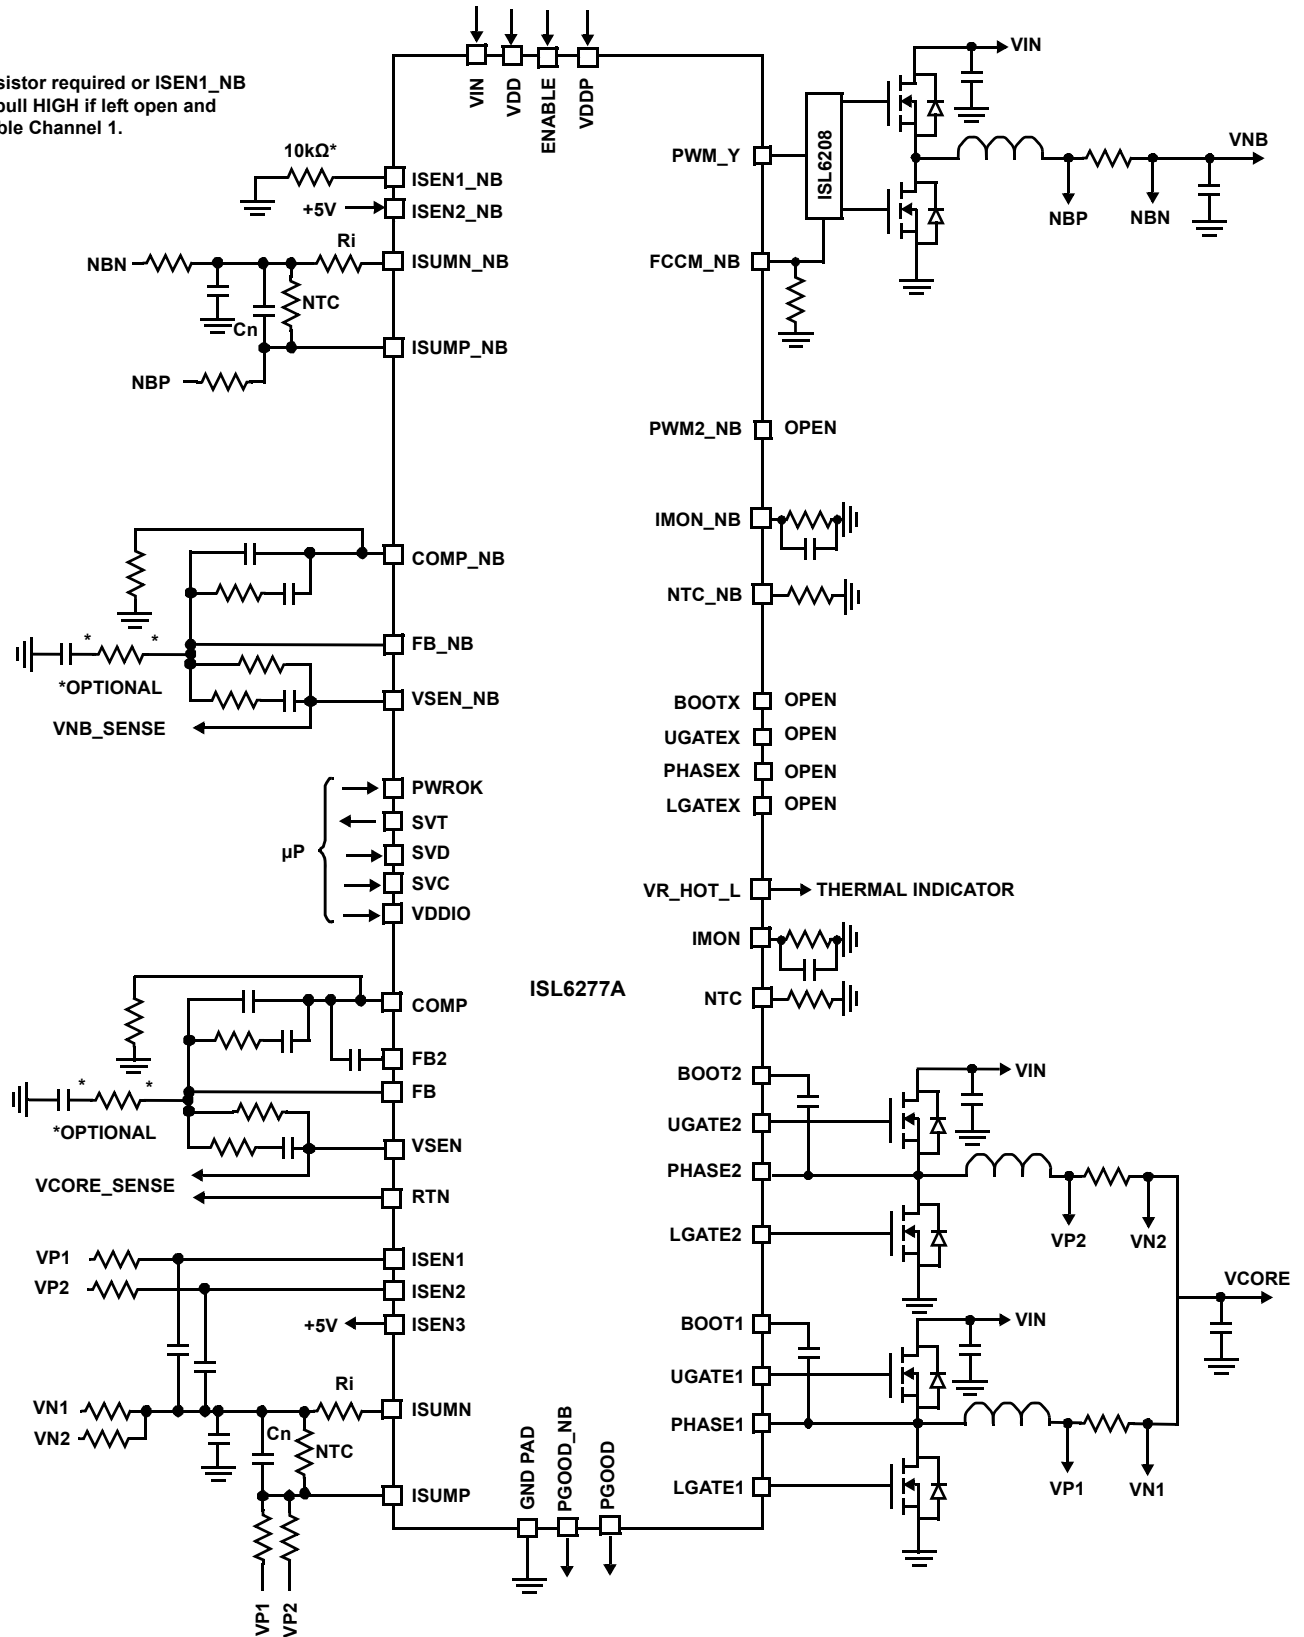 sistor required or ISEN1_NB
pull HIGH if left open and
ble Channel 1.
VIN
VDD
ENABLE
VDDP
10kΩ*
ISEN1_NB
+5V
ISEN2_NB
NBN
Ri
ISUMN_NB
NTC
Cn
ISUMP_NB
NBP
COMP_NB
FB_NB
* *
*OPTIONAL
VSEN_NB
VNB_SENSE
µP
PWROK
SVT
SVD
SVC
VDDIO
COMP
FB2
FB
* *
*OPTIONAL
VSEN
VCORE_SENSE
RTN
VP1
ISEN1
VP2
ISEN2
+5V
ISEN3
Ri
VN1
ISUMN
VN2
Cn
NTC
ISUMP
VP1
VP2
ISL6277A
GND PAD
PGOOD_NB
PGOOD
PWM_Y
ISL6208
VIN
VNB
NBP
NBN
FCCM_NB
PWM2_NB
OPEN
IMON_NB
NTC_NB
BOOTX
OPEN
UGATEX
OPEN
PHASEX
OPEN
LGATEX
OPEN
VR_HOT_L
THERMAL INDICATOR
IMON
NTC
BOOT2
VIN
UGATE2
PHASE2
LGATE2
VP2
VN2
VCORE
BOOT1
VIN
UGATE1
PHASE1
LGATE1
VP1
VN1